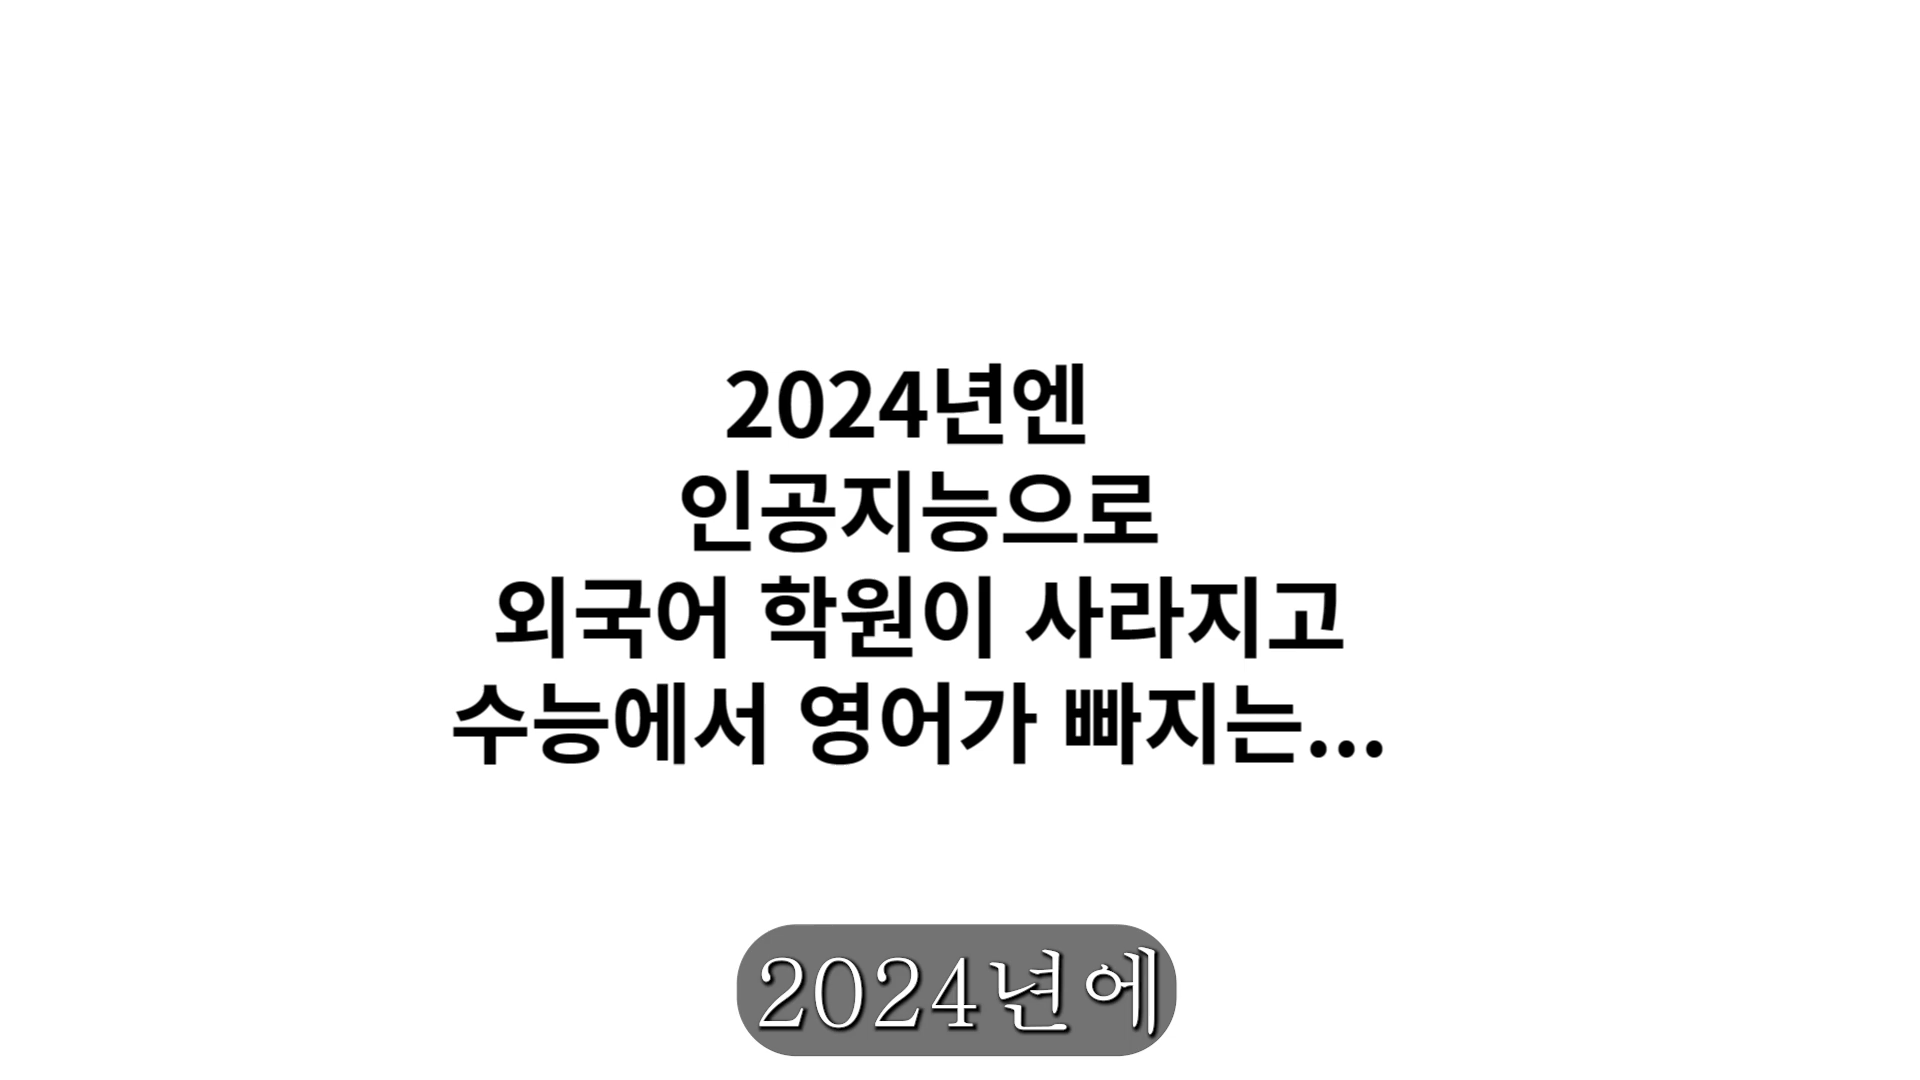 2024년엔
인공지능으로
외국어 학원이 사라지고
수능에서 영어가 빠지는...
2024년에